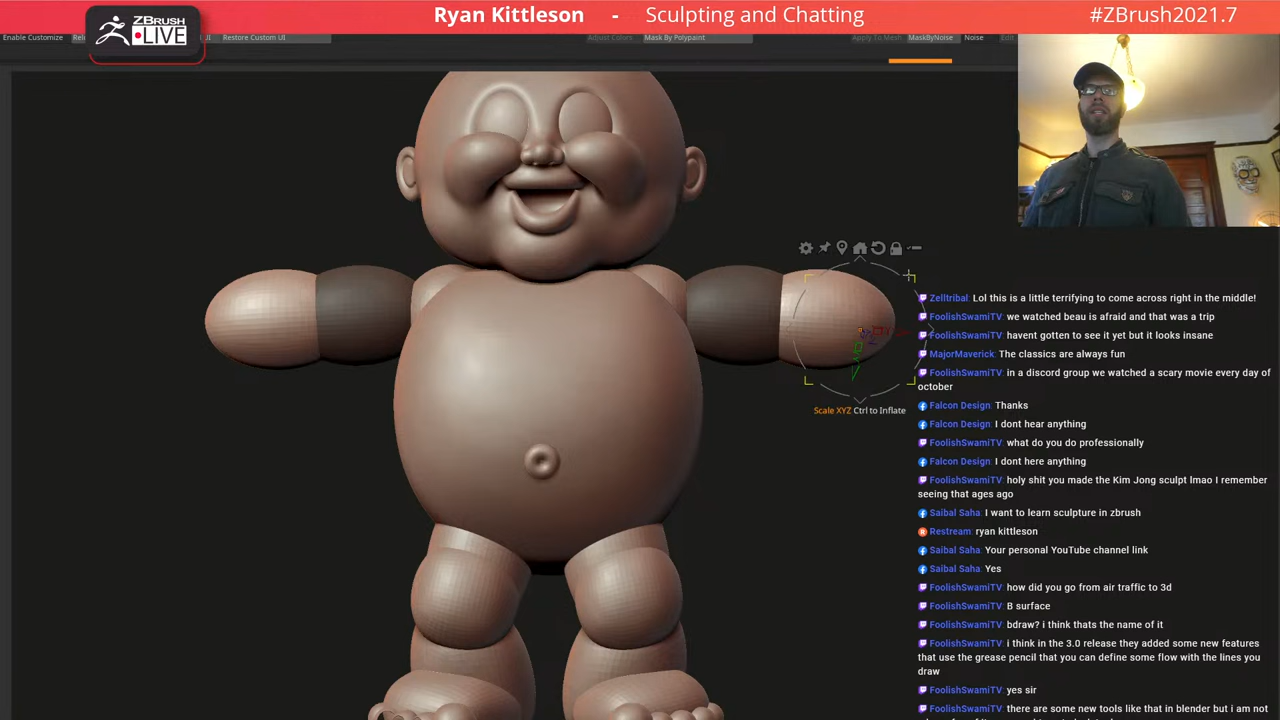 Ryan Kittleson - Sculpting and Chatting #ZBrush2021.7
ZBRUSH
LIVE
Enable Customize
Restore Custom UI
Adjust Colors
Mask By Polypaint
Apply To Mesh
MaskByNoise
Noise
Edit
Scale XYZ Ctrl to Inflate
Zelltribal: Lol this is a little terrifying to come across right in the middle!
FoolishSwamiTV: we watched beau is afraid and that was a trip
FoolishSwamiTV: havent gotten to see it yet but it looks insane
MajorMaverick: The classics are always fun
FoolishSwamiTV: in a discord group we watched a scary movie every day of
october
Falcon Design: Thanks
Falcon Design: I dont hear anything
FoolishSwamiTV: what do you do professionally
Falcon Design: I dont here anything
FoolishSwamiTV: holy shit you made the Kim Jong sculpt lmao I remember
seeing that ages ago
Saibal Saha: I want to learn sculpture in zbrush
Restream: ryan kittleson
Saibal Saha: Your personal YouTube channel link
Saibal Saha: Yes
FoolishSwamiTV: how did you go from air traffic to 3d
FoolishSwamiTV: B surface
FoolishSwamiTV: bdraw? i think thats the name of it
FoolishSwamiTV: i think in the 3.0 release they added some new features
that use the grease pencil that you can define some flow with the lines you
draw
FoolishSwamiTV: yes sir
FoolishSwamiTV: there are some new tools like that in blender but i am not